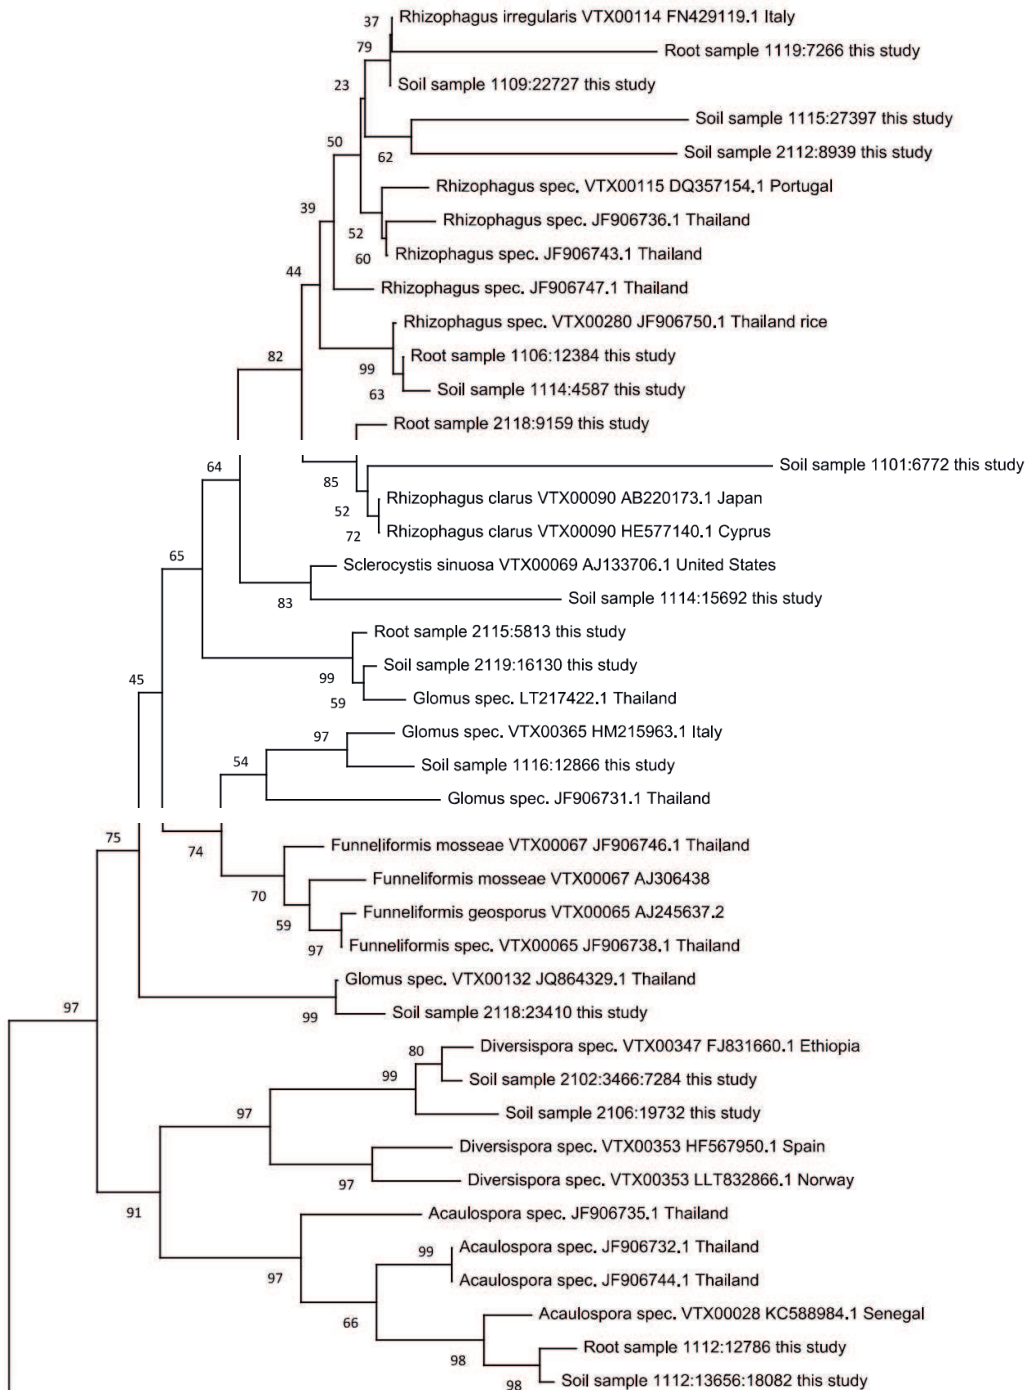 37
Rhizophagus irregularis VTX00114 FN429119.1 Italy
79
Root sample 1119:7266 this study
23
Soil sample 1109:22727 this study
Soil sample 1115:27397 this study
50
62
Soil sample 2112:8939 this study
Rhizophagus spec. VTX00115 DQ357154.1 Portugal
39
52
Rhizophagus spec. JF906736.1 Thailand
60
Rhizophagus spec. JF906743.1 Thailand
44
Rhizophagus spec. JF906747.1 Thailand
Rhizophagus spec. VTX00280 JF906750.1 Thailand rice
82
99
Root sample 1106:12384 this study
63
Soil sample 1114:4587 this study
Root sample 2118:9159 this study
64
85
Soil sample 1101:6772 this study
52
Rhizophagus clarus VTX00090 AB220173.1 Japan
72
Rhizophagus clarus VTX00090 HE577140.1 Cyprus
65
Sclerocystis sinuosa VTX00069 AJ133706.1 United States
83
Soil sample 1114:15692 this study
Root sample 2115:5813 this study
45
99
Soil sample 2119:16130 this study
59
Glomus spec. LT217422.1 Thailand
97
Glomus spec. VTX00365 HM215963.1 Italy
54
Soil sample 1116:12866 this study
Glomus spec. JF906731.1 Thailand
75
74
Funneliformis mosseae VTX00067 JF906746.1 Thailand
70
Funneliformis mosseae VTX00067 AJ306438
59
Funneliformis geosporus VTX00065 AJ245637.2
97
Funneliformis spec. VTX00065 JF906738.1 Thailand
Glomus spec. VTX00132 JQ864329.1 Thailand
97
99
Soil sample 2118:23410 this study
80
Diversispora spec. VTX00347 FJ831660.1 Ethiopia
99
Soil sample 2102:3466:7284 this study
97
Soil sample 2106:19732 this study
Diversispora spec. VTX00353 HF567950.1 Spain
97
Diversispora spec. VTX00353 LLT832866.1 Norway
91
Acaulospora spec. JF906735.1 Thailand
99
Acaulospora spec. JF906732.1 Thailand
97
Acaulospora spec. JF906744.1 Thailand
66
Acaulospora spec. VTX00028 KC588984.1 Senegal
98
Root sample 1112:12786 this study
98
Soil sample 1112:13656:18082 this study